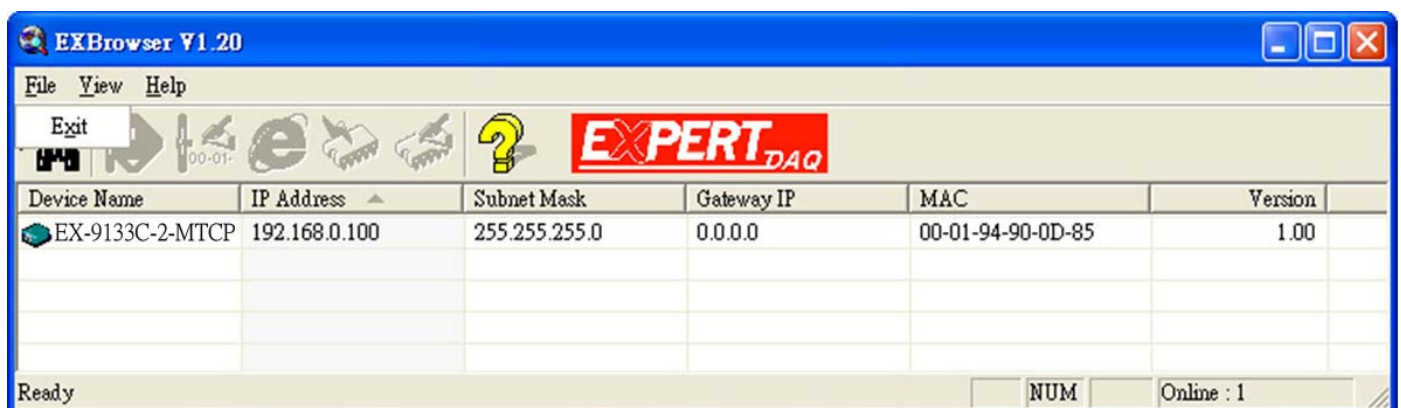 EXBrowser V1.20
File View Help
Exit
00-01-
EXPERT DAQ
Device Name IP Address Subnet Mask Gateway IP MAC Version
EX-9133C-2-MTCP 192.168.0.100 255.255.255.0 0.0.0.0 00-01-94-90-0D-85 1.00
Ready NUM Online : 1